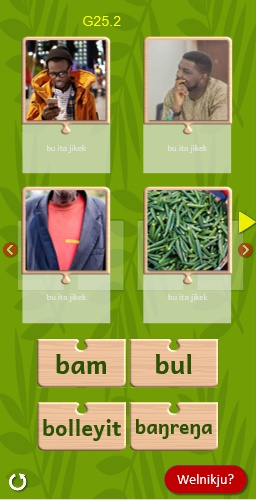 G25.2
bu ita jikek
bu ita jikek
bu ita jikek
bu ita jikek
bam
bul
bolleyit
baŋreŋa
Welnikju?